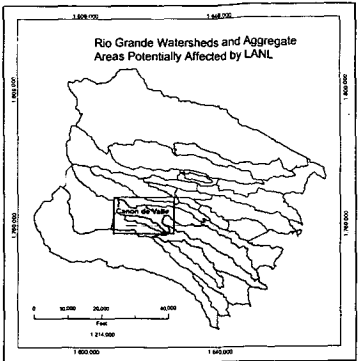 1 600 000
1 640 000
Rio Grande Watersheds and Aggregate
Areas Potentially Affected by LANL
1 800 000
1 800 000
Canon de Valle
1 760 000
1 760 000
0 10,000 20,000 40,000
Feet
1 214,000
1 600 000
1 640 000